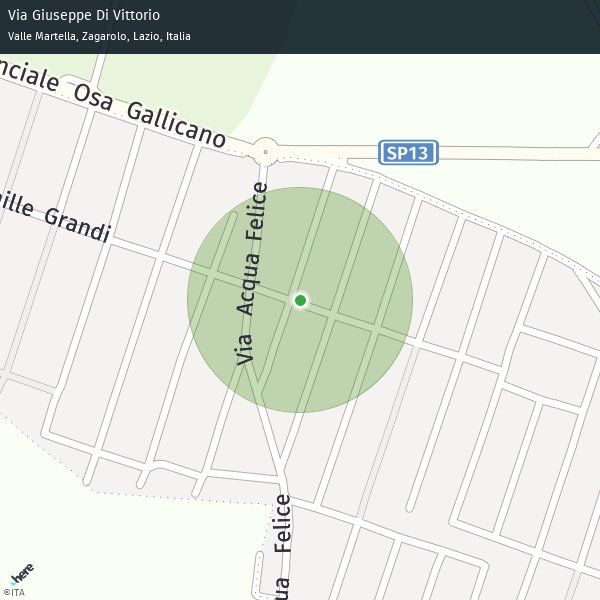 Via Giuseppe Di Vittorio
Valle Martella, Zagarolo, Lazio, Italia
nciale Osa Gallicano
SP13
ille Grandi
Via Acqua Felice
ua Felice
here
©ITA